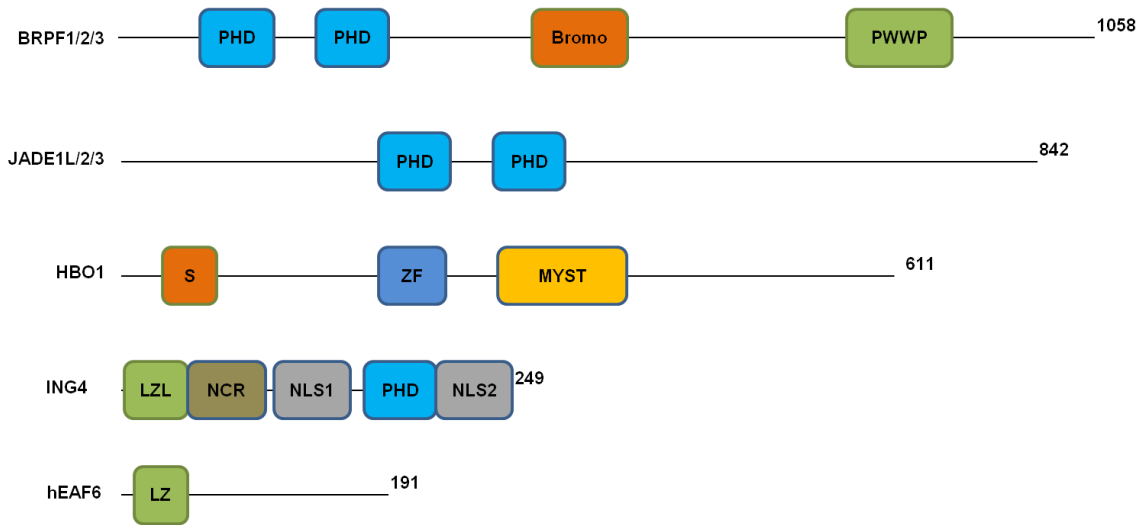 BRPF1/2/3 PHD PHD Bromo PWWP 1058
JADE1L/2/3 PHD PHD 842
HBO1 S ZF MYST 611
ING4 LZL NCR NLS1 PHD NLS2 249
hEAF6 LZ 191